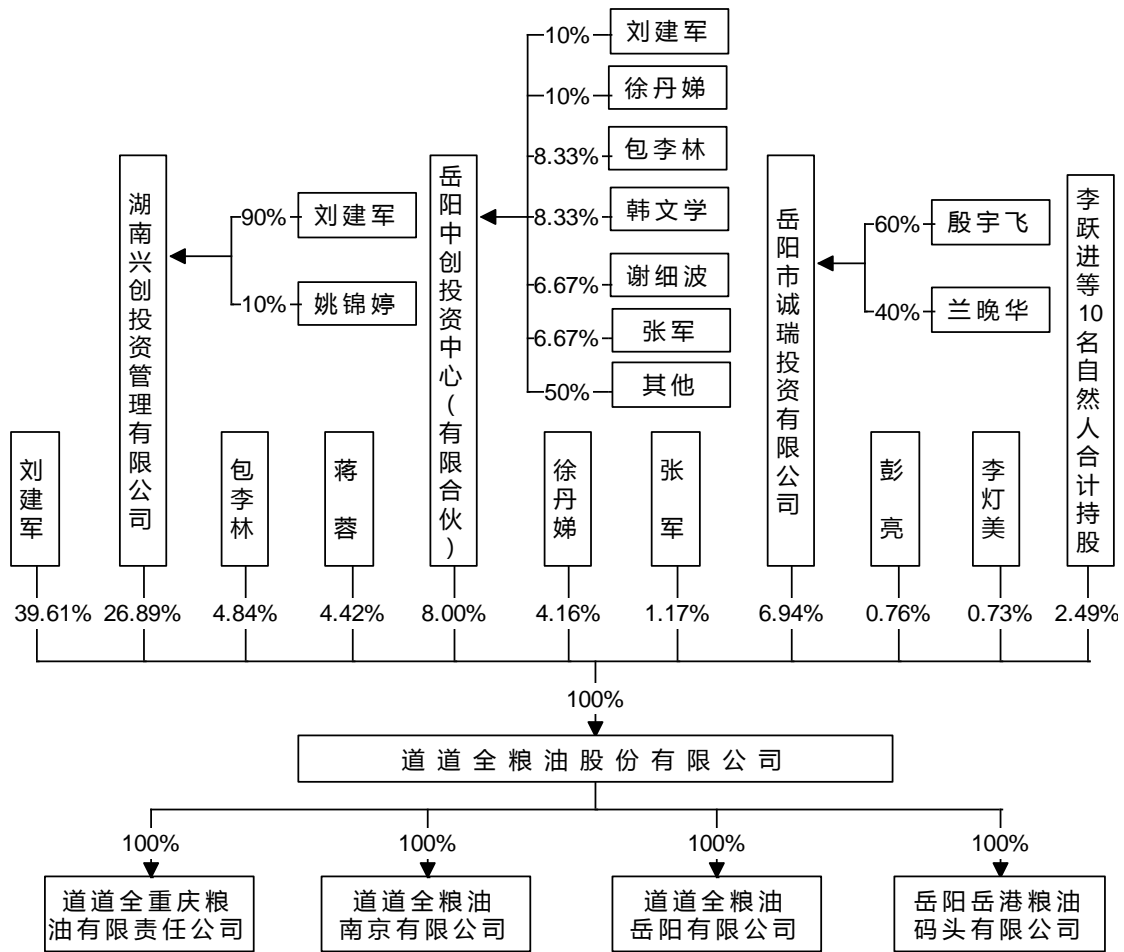 10%
刘建军
10%
徐丹娣
8.33%
包李林
8.33%
韩文学
6.67%
谢细波
6.67%
张军
50%
其他
90%
刘建军
10%
姚锦婷
60%
殷宇飞
40%
兰晚华
刘建军
湖南兴创投资管理有限公司
包李林
蒋蓉
岳阳中创投资中心(有限合伙)
徐丹娣
张军
岳阳市诚瑞投资有限公司
彭亮
李灯美
李跃进等10名自然人合计持股
39.61%
26.89%
4.84%
4.42%
8.00%
4.16%
1.17%
6.94%
0.76%
0.73%
2.49%
100%
道道全粮油股份有限公司
100%
100%
100%
100%
道道全重庆粮
油有限责任公司
道道全粮油
南京有限公司
道道全粮油
岳阳有限公司
岳阳岳港粮油
码头有限公司